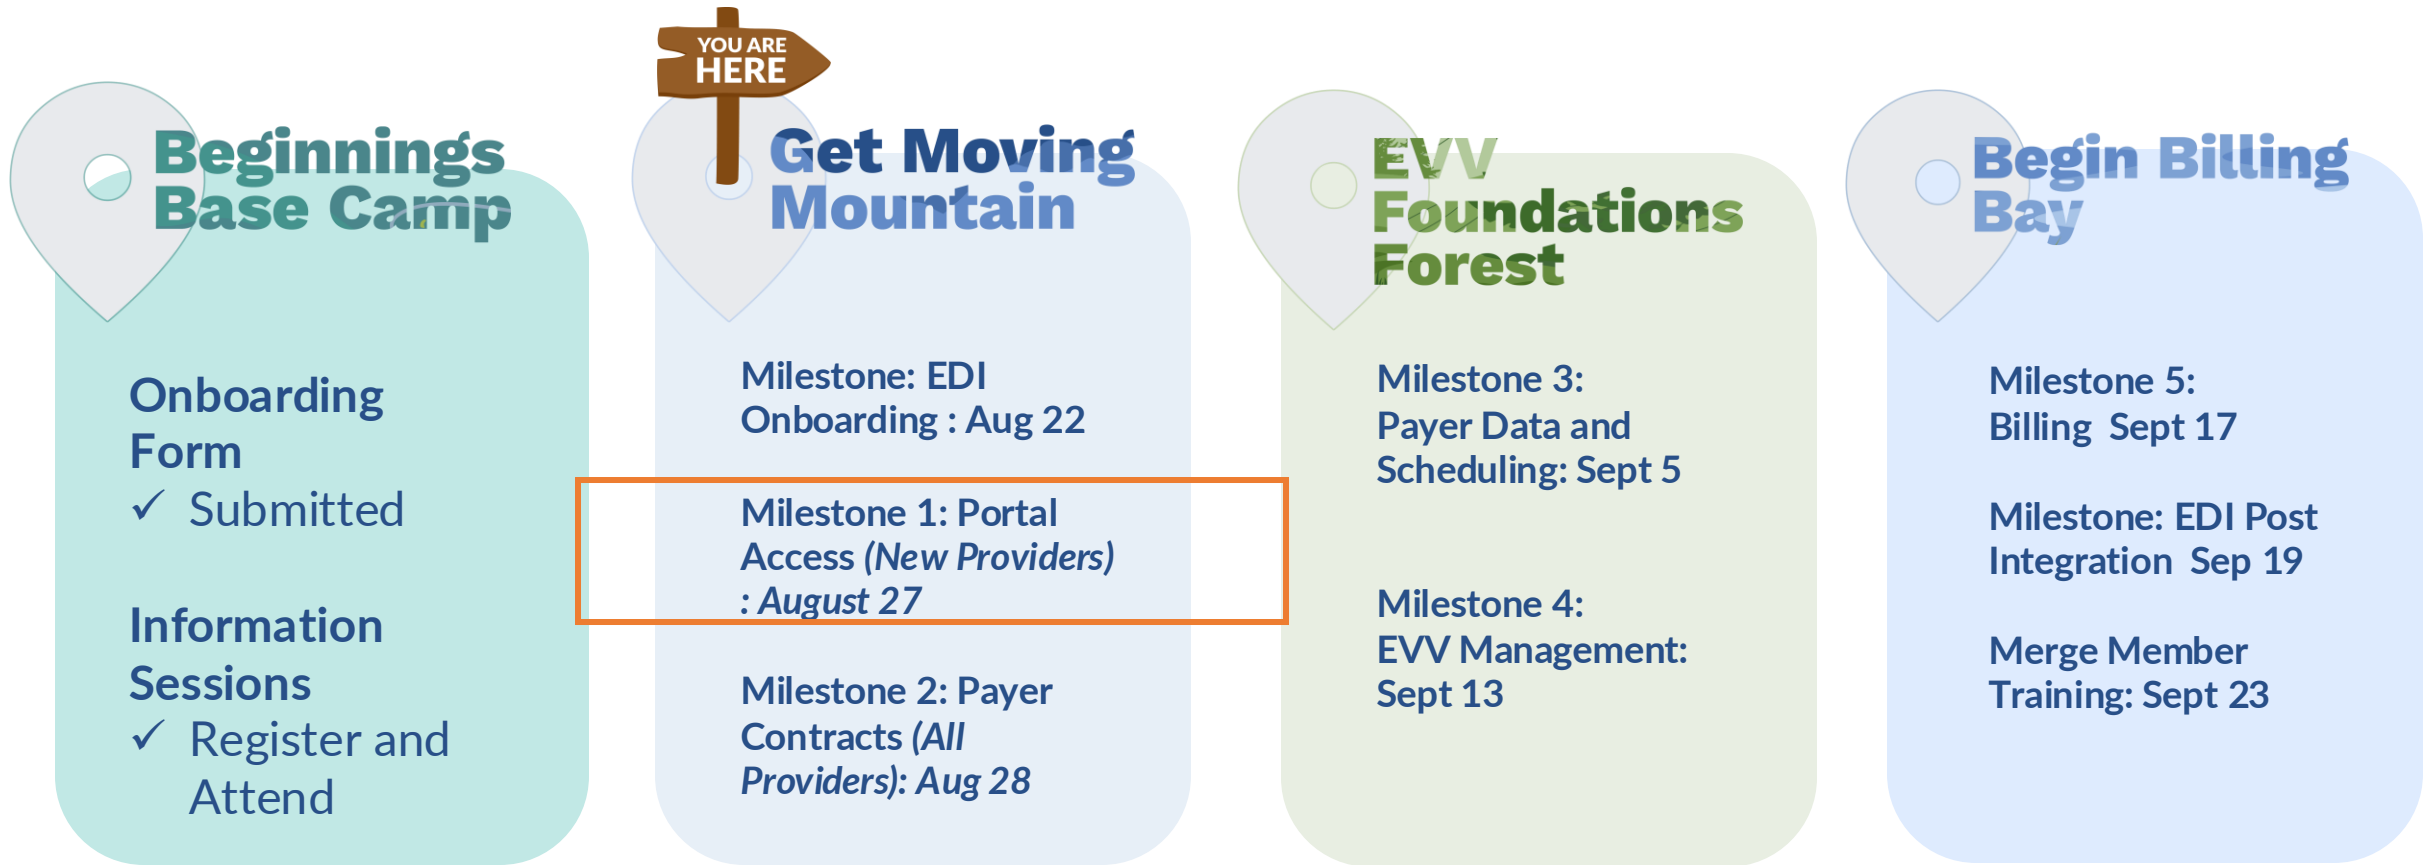 YOU ARE
HERE
Beginnings
Base Camp
Onboarding
Form
✓ Submitted
Information
Sessions
✓ Register and
Attend
Get Moving
Mountain
Milestone: EDI
Onboarding : Aug 22
Milestone 1: Portal
Access (New Providers)
: August 27
Milestone 2: Payer
Contracts (All
Providers): Aug 28
EVV
Foundations
Forest
Milestone 3:
Payer Data and
Scheduling: Sept 5
Milestone 4:
EVV Management:
Sept 13
Begin Billing
Bay
Milestone 5:
Billing  Sept 17
Milestone: EDI Post
Integration  Sep 19
Merge Member
Training: Sept 23